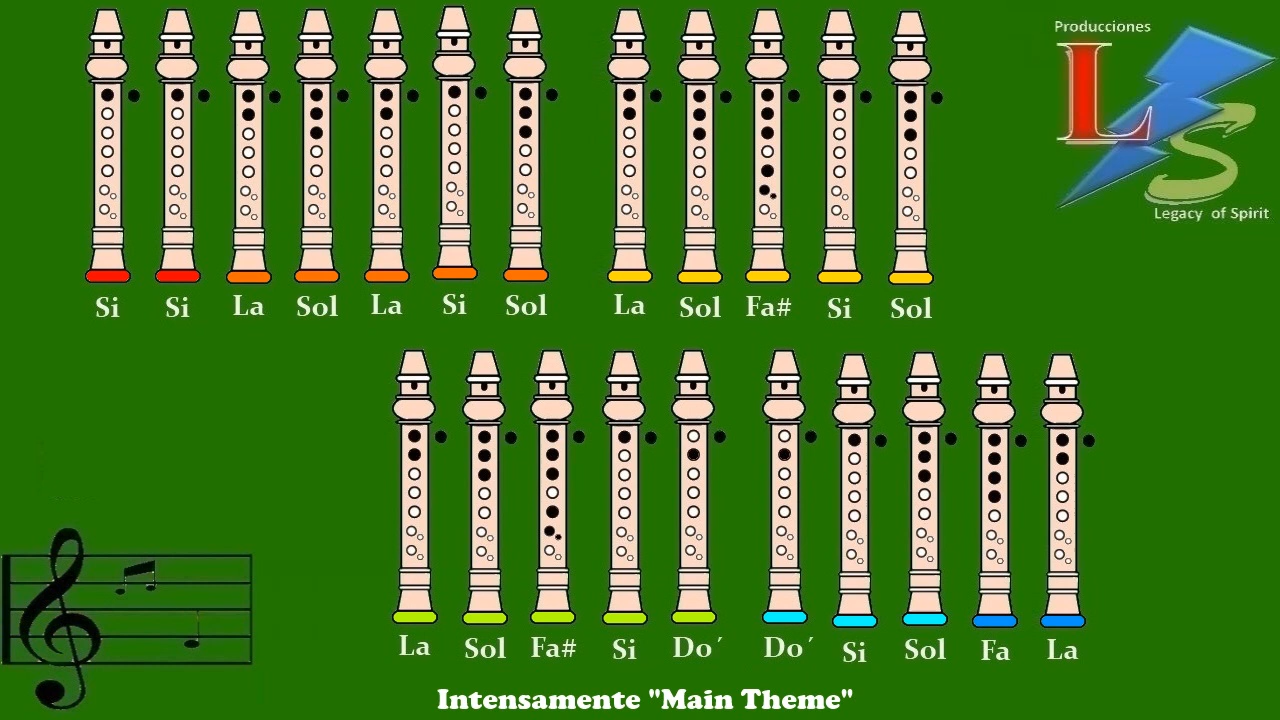 Producciones
L S
Legacy of Spirit
Si Si La Sol La Si Sol La Sol Fa# Si Sol
La Sol Fa# Si Do´ Do´ Si Sol Fa La
Intensamente "Main Theme"